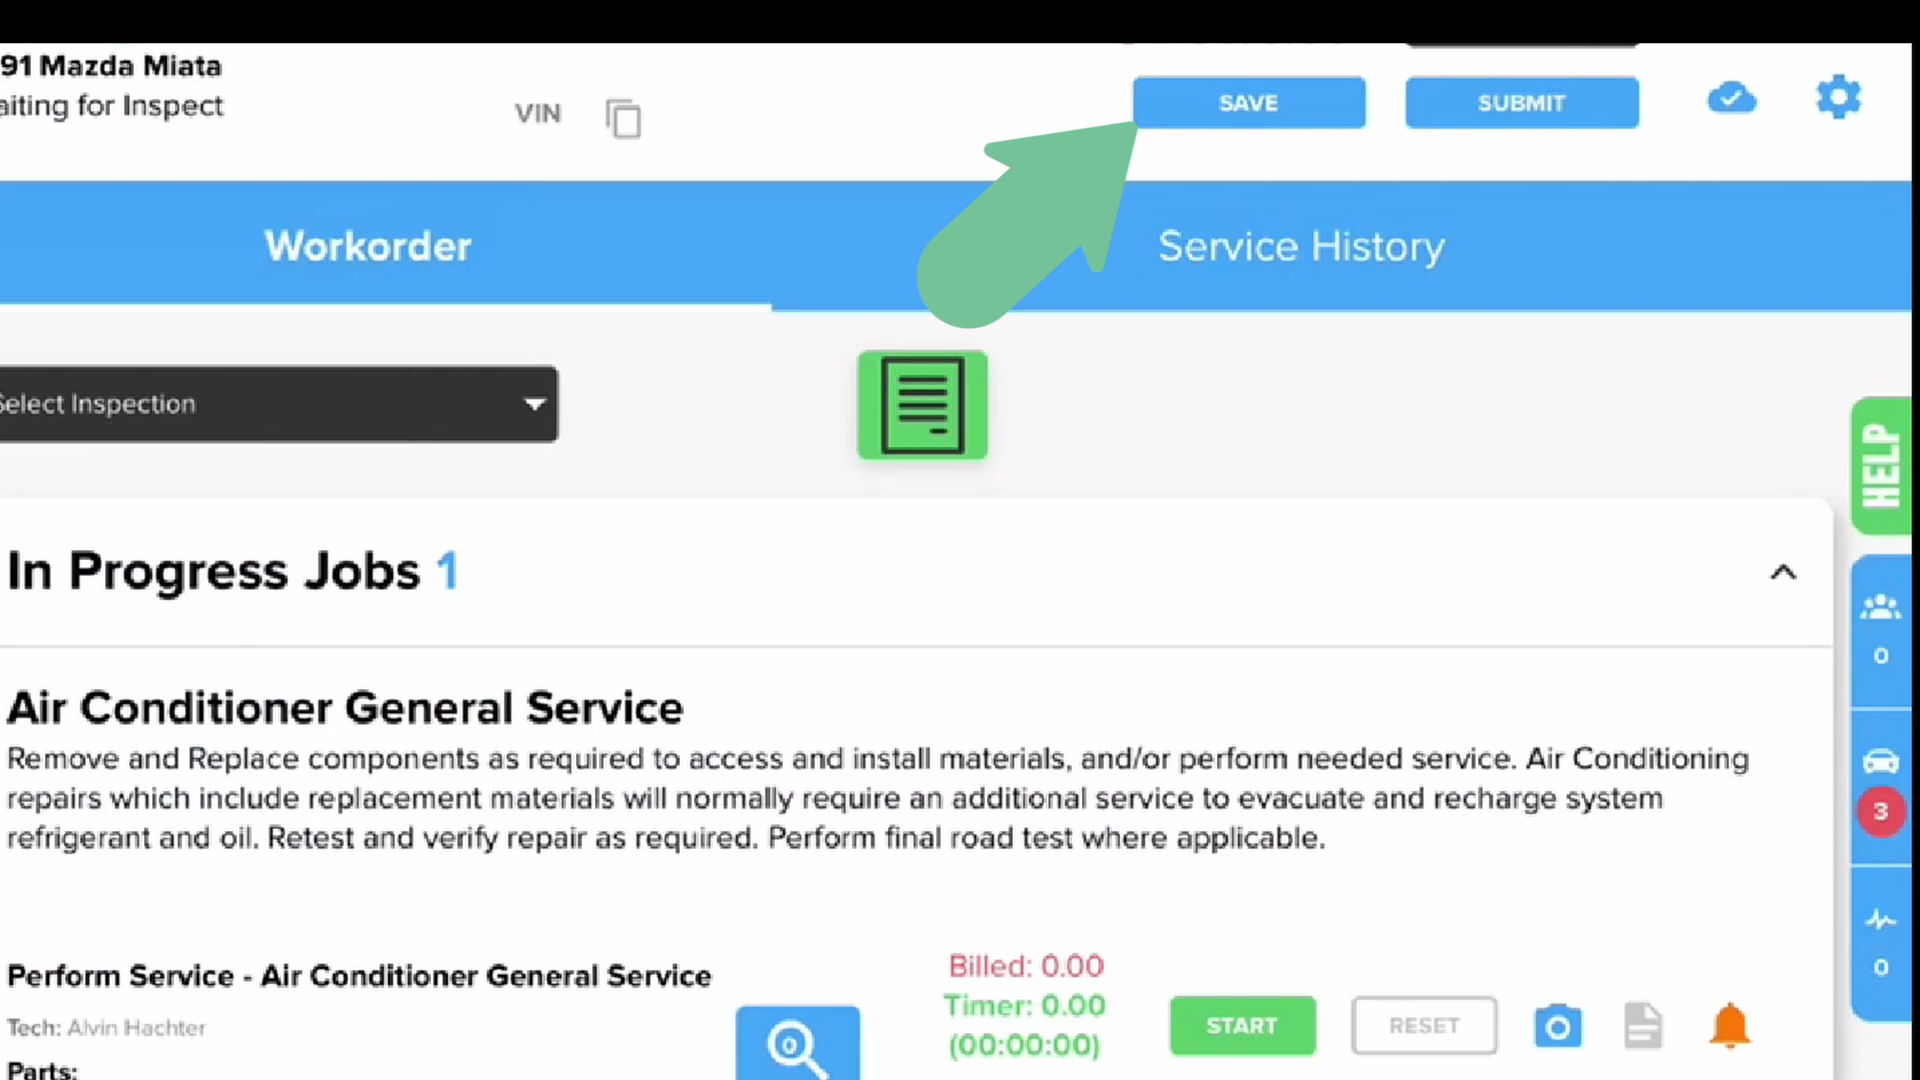 91 Mazda Miata
aiting for Inspect
VIN
SAVE
SUBMIT
Workorder
Service History
Select Inspection
HELP
In Progress Jobs 1
0
Air Conditioner General Service
Remove and Replace components as required to access and install materials, and/or perform needed service. Air Conditioning
repairs which include replacement materials will normally require an additional service to evacuate and recharge system
refrigerant and oil. Retest and verify repair as required. Perform final road test where applicable.
3
Perform Service - Air Conditioner General Service
Billed: 0.00
Timer: 0.00
(00:00:00)
START
RESET
0
Tech: Alvin Hachter
0
Parts: